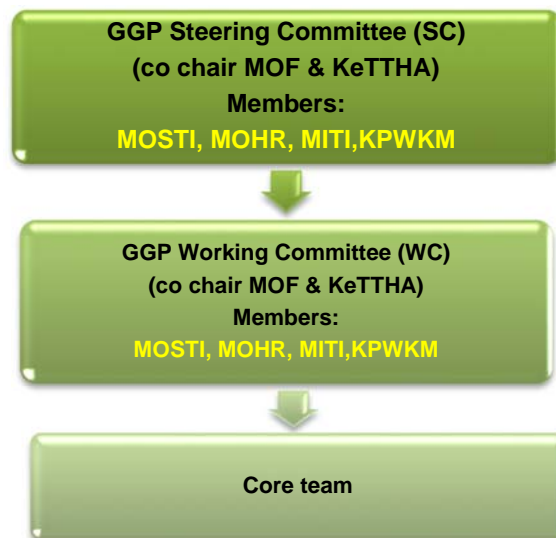 GGP Steering Committee (SC)
(co chair MOF & KeTTHA)
Members:
MOSTI, MOHR, MITI,KPWKM
GGP Working Committee (WC)
(co chair MOF & KeTTHA)
Members:
MOSTI, MOHR, MITI,KPWKM
Core team